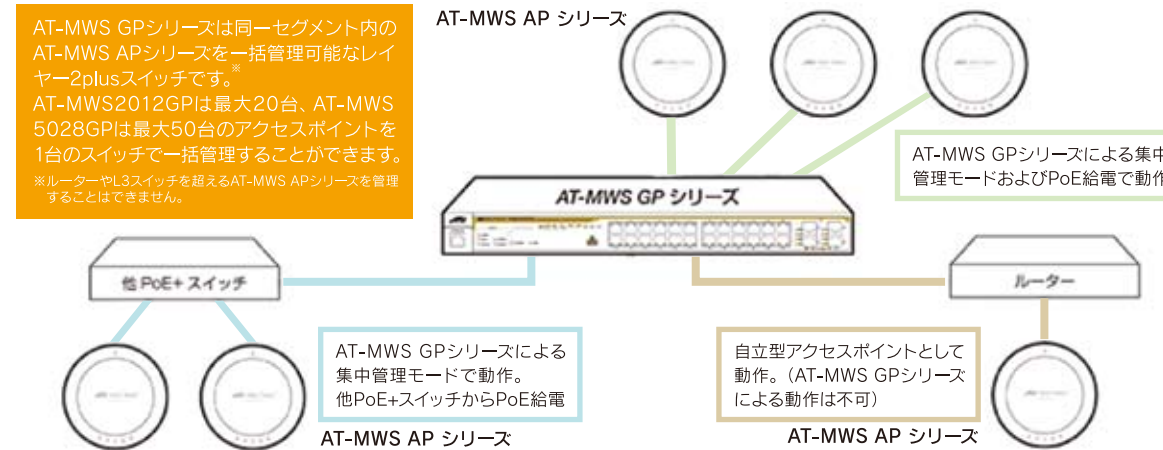 AT-MWS GPシリーズは同一セグメント内の
AT-MWS APシリーズを一括管理可能なレイ
ヤー2plusスイッチです。※
AT-MWS2012GPは最大20台、AT-MWS
5028GPは最大50台のアクセスポイントを
1台のスイッチで一括管理することができます。
※ルーターやL3スイッチを超えるAT-MWS APシリーズを管理
することはできません。
AT-MWS AP シリーズ
AT-MWS GPシリーズによる集中
管理モードおよびPoE給電で動作
AT-MWS GP シリーズ
他 PoE+ スイッチ
ルーター
AT-MWS GPシリーズによる
集中管理モードで動作。
他PoE+スイッチからPoE給電
AT-MWS AP シリーズ
自立型アクセスポイントとして
動作。（AT-MWS GPシリーズ
による動作は不可）
AT-MWS AP シリーズ